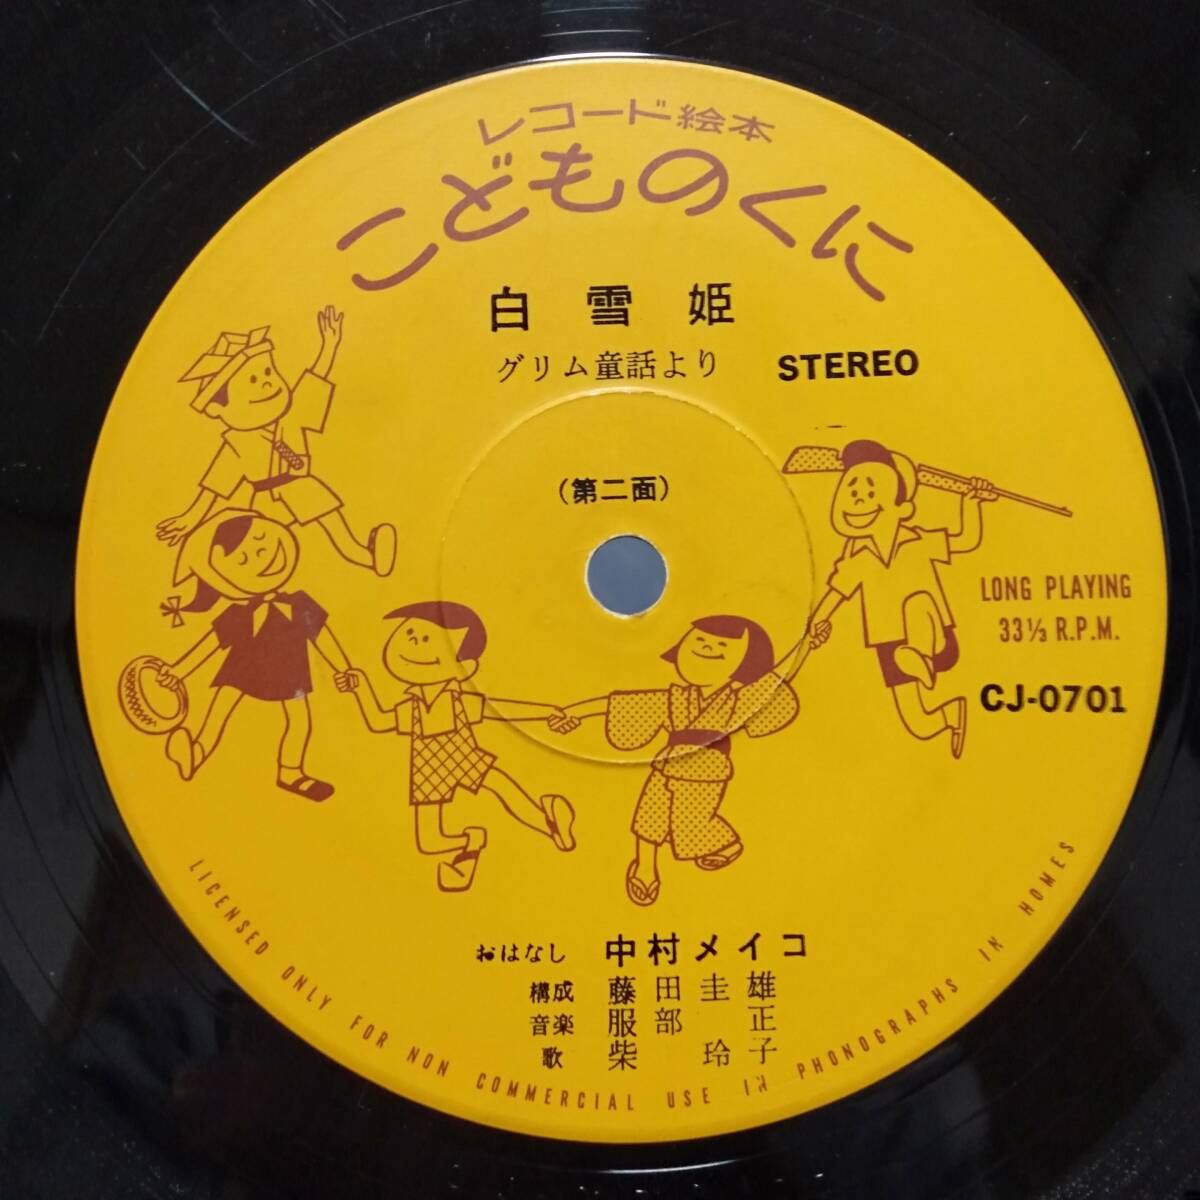 レコード絵本
こどものくに
白雪姫
グリム童話より STEREO
(第二面)
LONG PLAYING
33⅓ R.P.M.
CJ-0701
おはなし 中村メイコ
構成 藤田圭雄
音楽 服部 正
歌 柴 玲子
LICENSED ONLY FOR NON COMMERCIAL USE IN PHONOGRAPHS IN HOMES